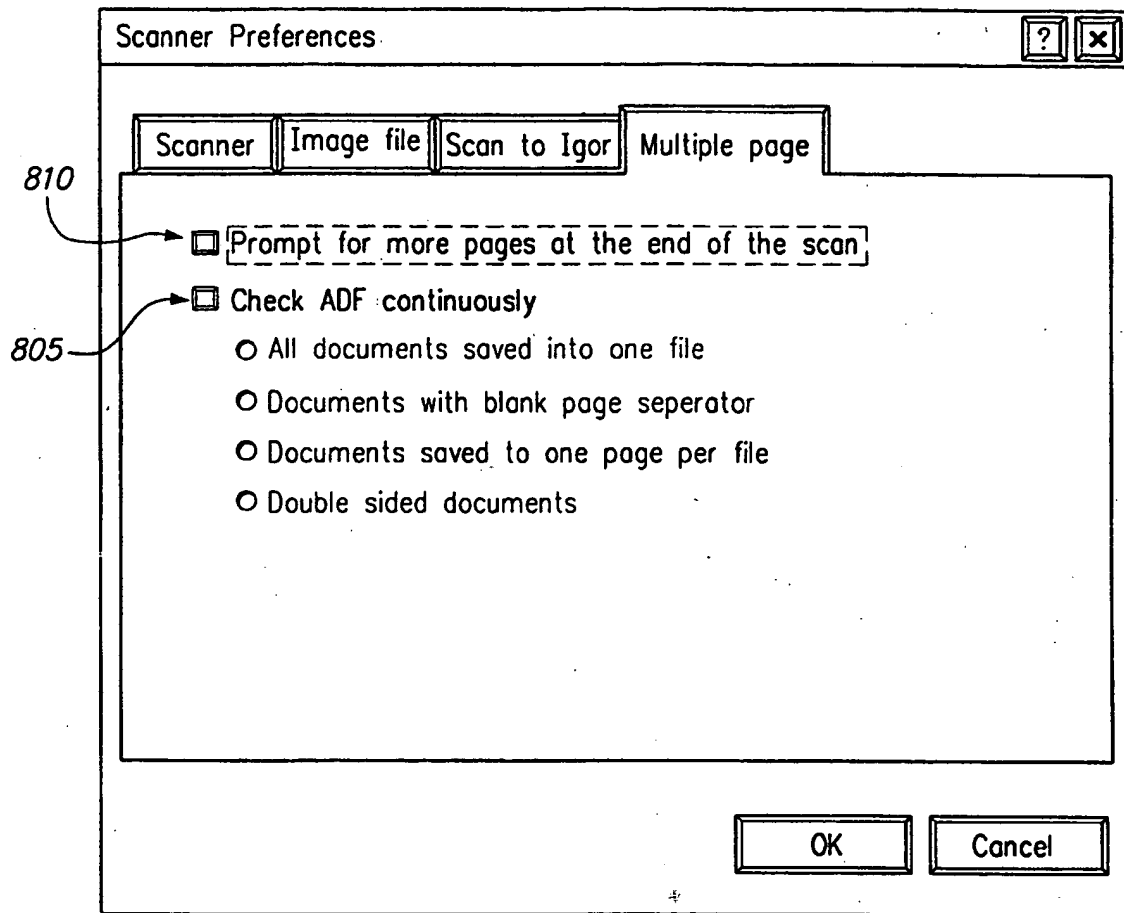 Scanner Preferences ? ×
Scanner Image file Scan to Igor Multiple page
810
Prompt for more pages at the end of the scan
Check ADF continuously
805
All documents saved into one file
Documents with blank page seperator
Documents saved to one page per file
Double sided documents
OK Cancel